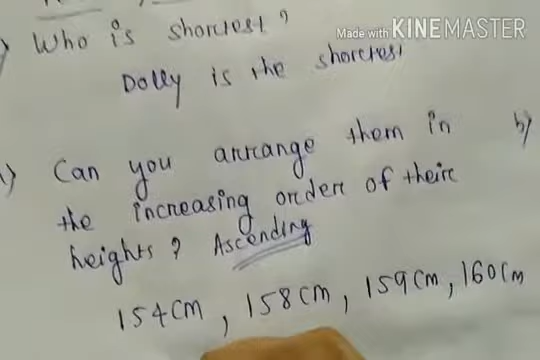 Made with KINEMASTER
) Who is shortest?
Dolly is the shortest
) Can you arrange them in b)
the increasing order of their
heights? Ascending
154 cm, 158 cm, 159 cm, 160 cm